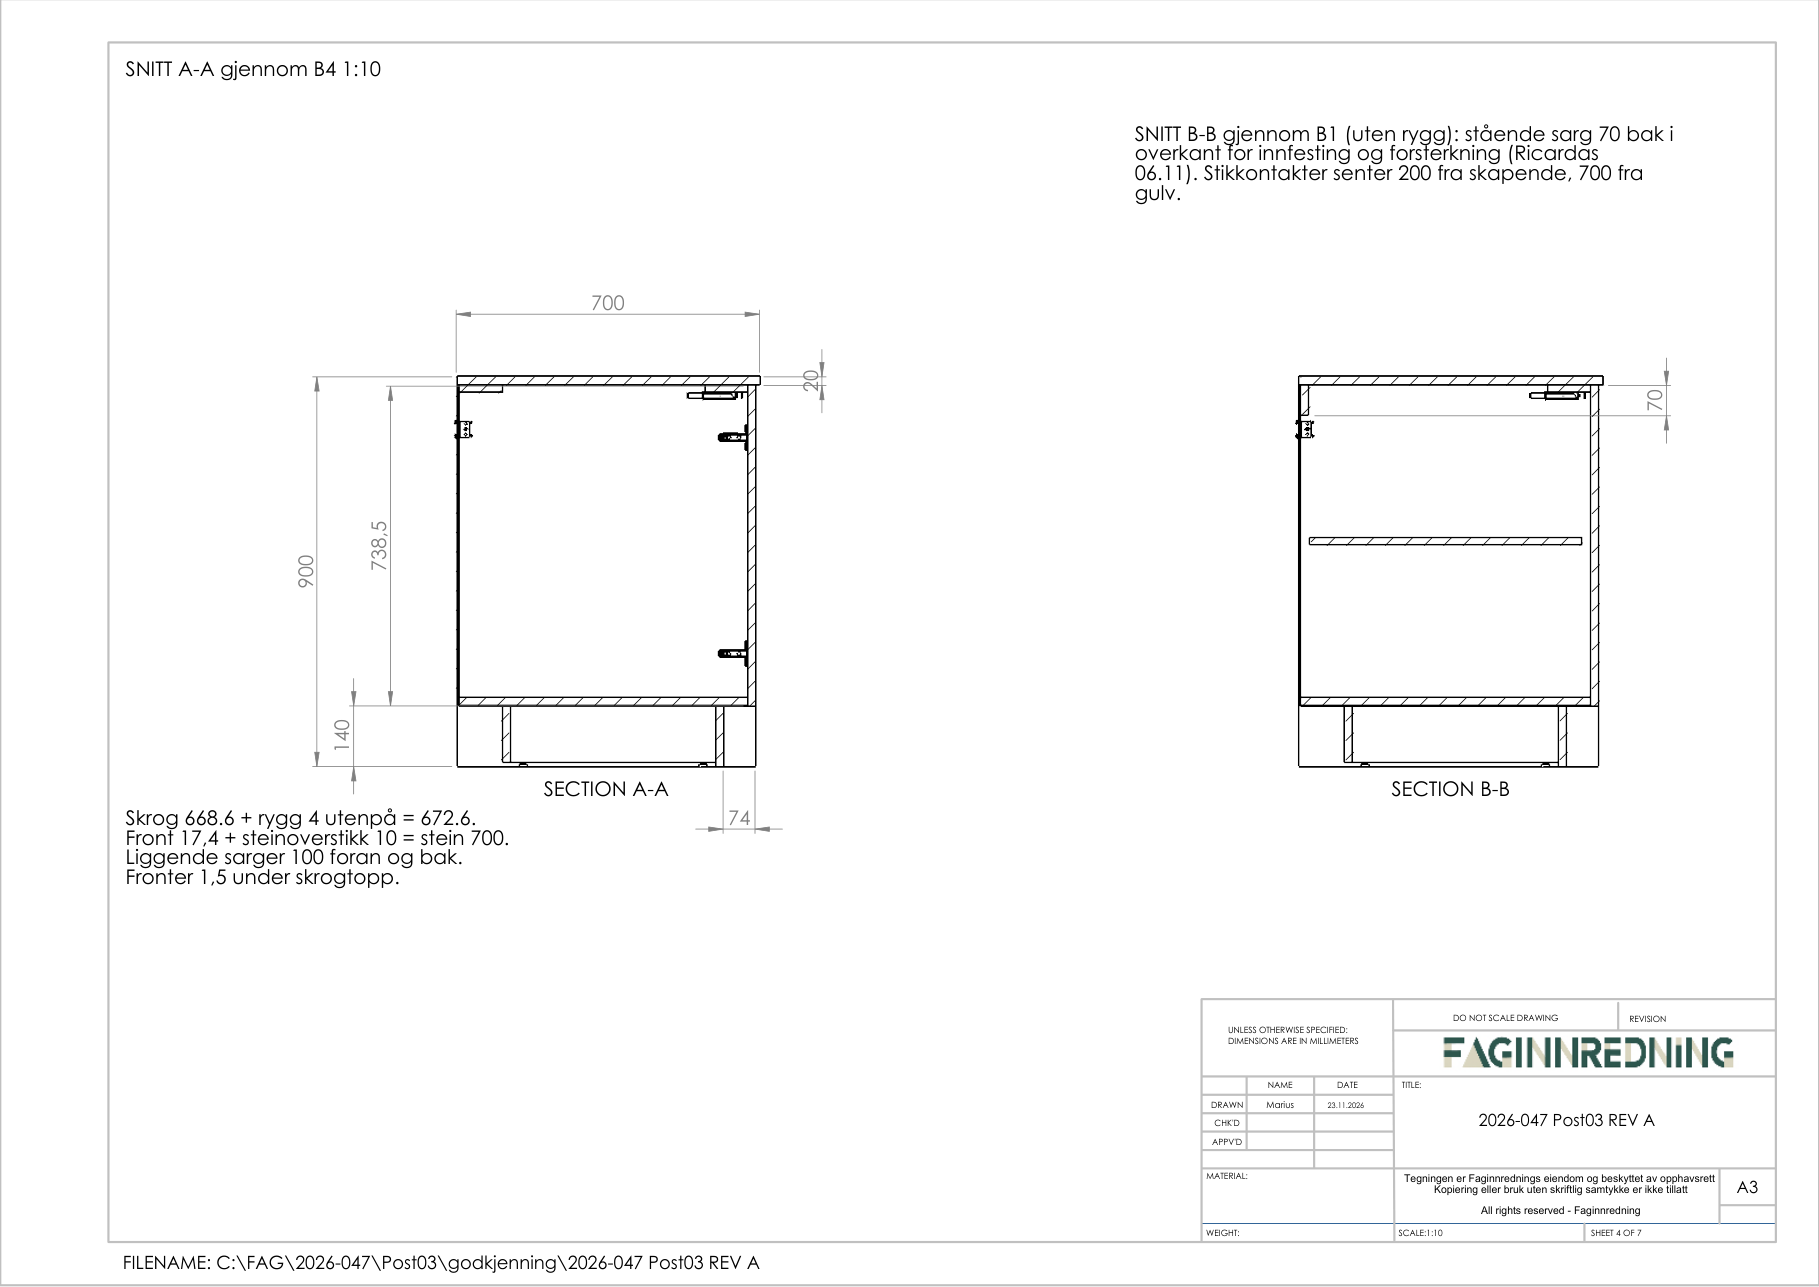 SNITT A-A gjennom B4 1:10
SNITT B-B gjennom B1 (uten rygg): stående sarg 70 bak i
overkant for innfesting og forsterkning (Ricardas
06.11). Stikkontakter senter 200 fra skapende, 700 fra
gulv.
700
20
900
738,5
140
74
70
SECTION A-A
SECTION B-B
Skrog 668.6 + rygg 4 utenpå = 672.6.
Front 17,4 + steinoverstikk 10 = stein 700.
Liggende sarger 100 foran og bak.
Fronter 1,5 under skrogtopp.
UNLESS OTHERWISE SPECIFIED:
DIMENSIONS ARE IN MILLIMETERS
DO NOT SCALE DRAWING
REVISION
FAGINNREDNING
NAME
DATE
TITLE:
DRAWN
Marius
23.11.2026
CHK'D
APPV'D
2026-047 Post03 REV A
MATERIAL:
Tegningen er Faginnrednings eiendom og beskyttet av opphavsrett
Kopiering eller bruk uten skriftlig samtykke er ikke tillatt
All rights reserved - Faginnredning
A3
WEIGHT:
SCALE:1:10
SHEET 4 OF 7
FILENAME: C:\FAG\2026-047\Post03\godkjenning\2026-047 Post03 REV A